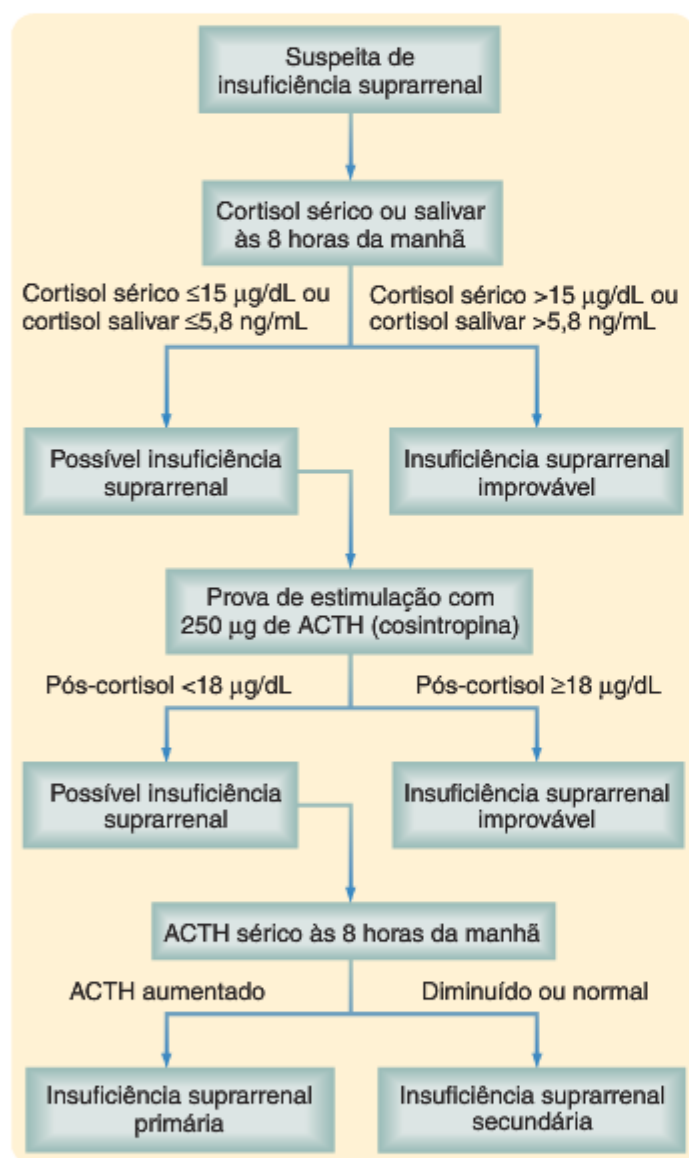 Suspeita de
insuficiência suprarrenal
Cortisol sérico ou salivar
às 8 horas da manhã
Cortisol sérico ≤15 μg/dL ou
cortisol salivar ≤5,8 ng/mL
Cortisol sérico >15 μg/dL ou
cortisol salivar >5,8 ng/mL
Possível insuficiência
suprarrenal
Insuficiência suprarrenal
improvável
Prova de estimulação com
250 μg de ACTH (cosintropina)
Pós-cortisol <18 μg/dL
Pós-cortisol ≥18 μg/dL
Possível insuficiência
suprarrenal
Insuficiência suprarrenal
improvável
ACTH sérico às 8 horas da manhã
ACTH aumentado
Diminuído ou normal
Insuficiência suprarrenal
primária
Insuficiência suprarrenal
secundária